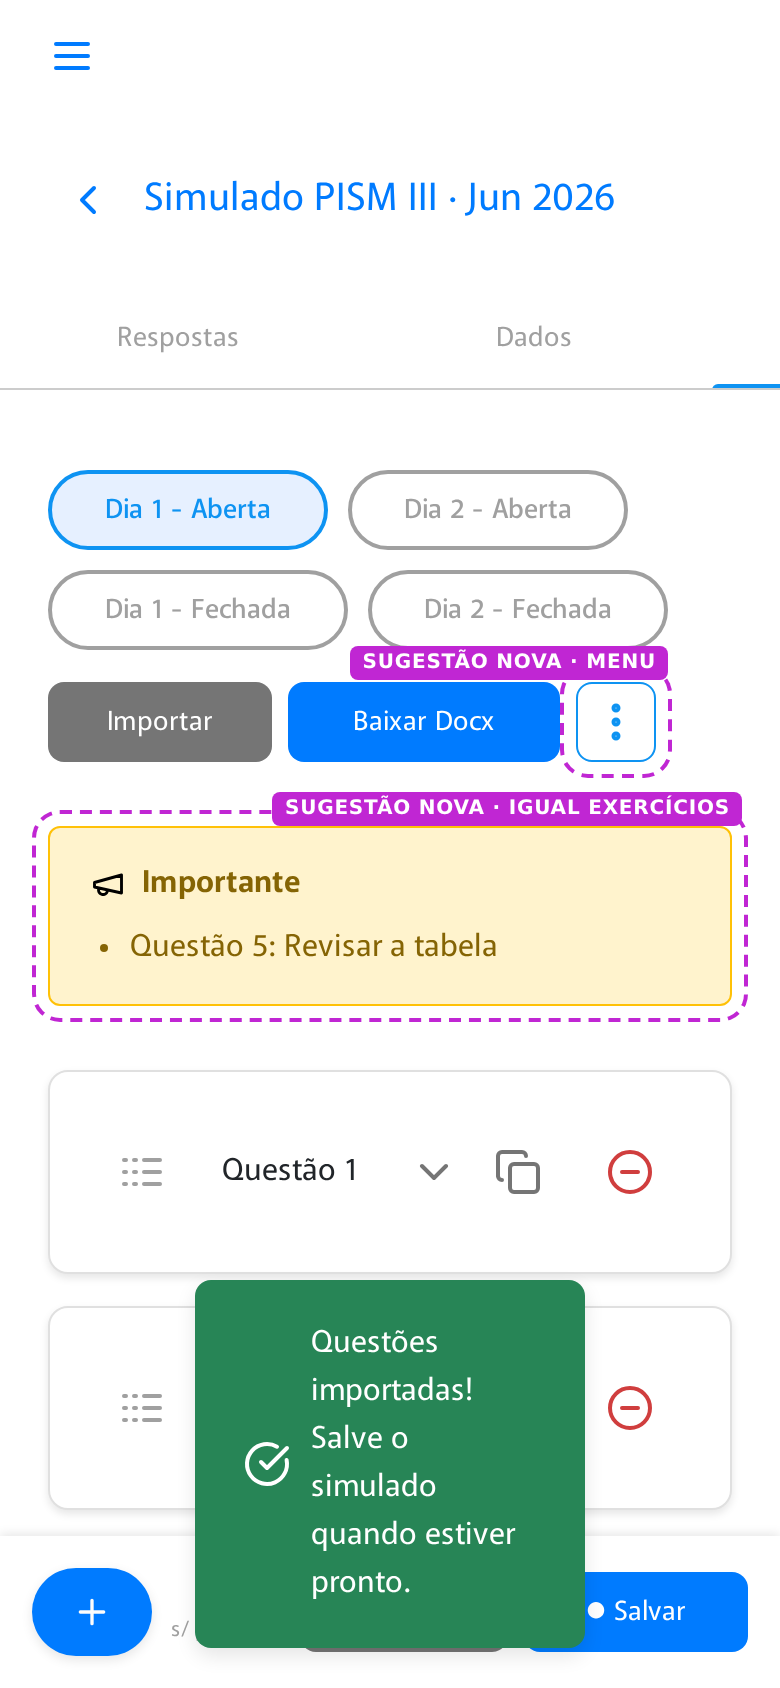 Simulado PISM III · Jun 2026
Respostas
Dados
Dia 1 - Aberta
Dia 2 - Aberta
Dia 1 - Fechada
Dia 2 - Fechada
SUGESTÃO NOVA · MENU
Importar
Baixar Docx
SUGESTÃO NOVA · IGUAL EXERCÍCIOS
Importante
• Questão 5: Revisar a tabela
Questão 1
Questões
importadas!
Salve o
simulado
quando estiver
pronto.
s/
Salvar